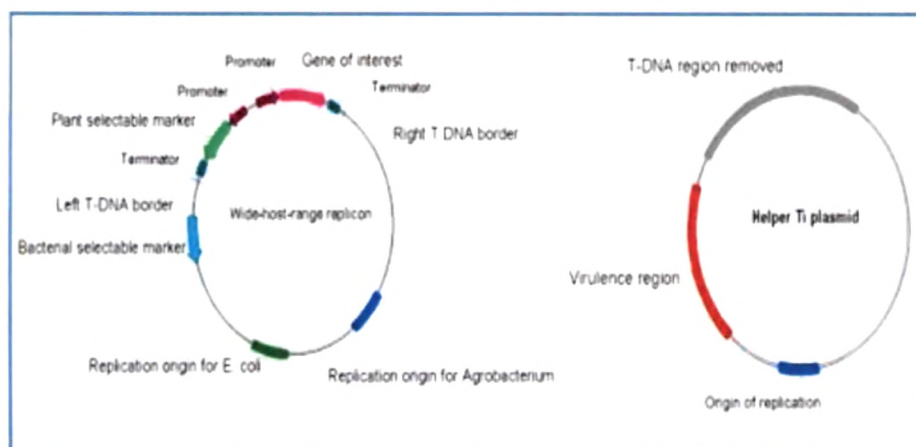 Promoter
Gene of interest
Promoter
Terminator
Plant selectable marker
Right T DNA border
Terminator
Left T-DNA border
Wide-host-range replicon
Bacterial selectable marker
Replication origin for E. coli
Replication origin for Agrobacterium
T-DNA region removed
Helper Ti plasmid
Virulence region
Origin of replication